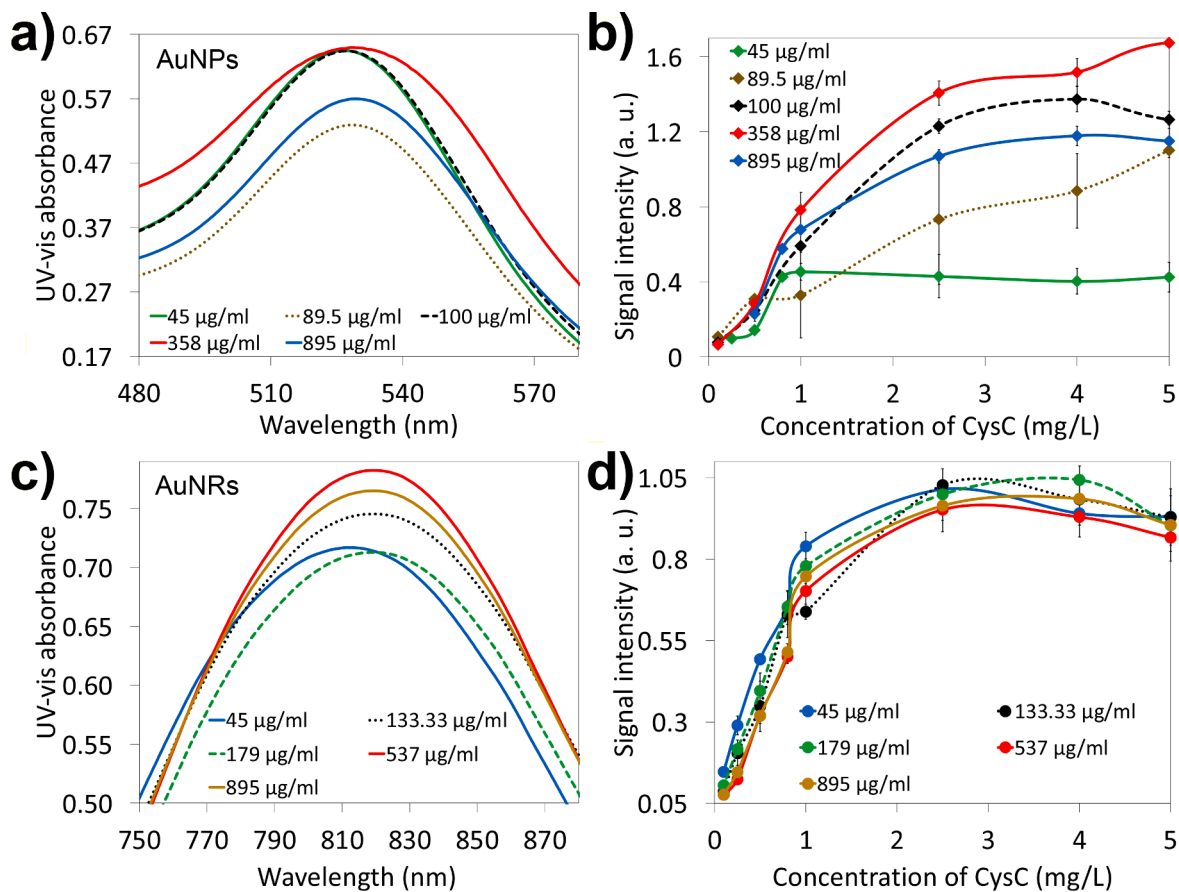 a)
AuNPs
UV-vis absorbance
0.67
0.57
0.47
0.37
0.27
0.17
45 µg/ml
89.5 µg/ml
100 µg/ml
358 µg/ml
895 µg/ml
480 510 540 570
Wavelength (nm)
b)
Signal intensity (a. u.)
1.6
1.2
0.8
0.4
0
45 µg/ml
89.5 µg/ml
100 µg/ml
358 µg/ml
895 µg/ml
0 1 2 3 4 5
Concentration of CysC (mg/L)
c)
AuNRs
UV-vis absorbance
0.75
0.70
0.65
0.60
0.55
0.50
45 µg/ml
133.33 µg/ml
179 µg/ml
537 µg/ml
895 µg/ml
750 770 790 810 830 850 870
Wavelength (nm)
d)
Signal intensity (a. u.)
1.05
0.8
0.55
0.3
0.05
45 µg/ml
133.33 µg/ml
179 µg/ml
537 µg/ml
895 µg/ml
0 1 2 3 4 5
Concentration of CysC (mg/L)